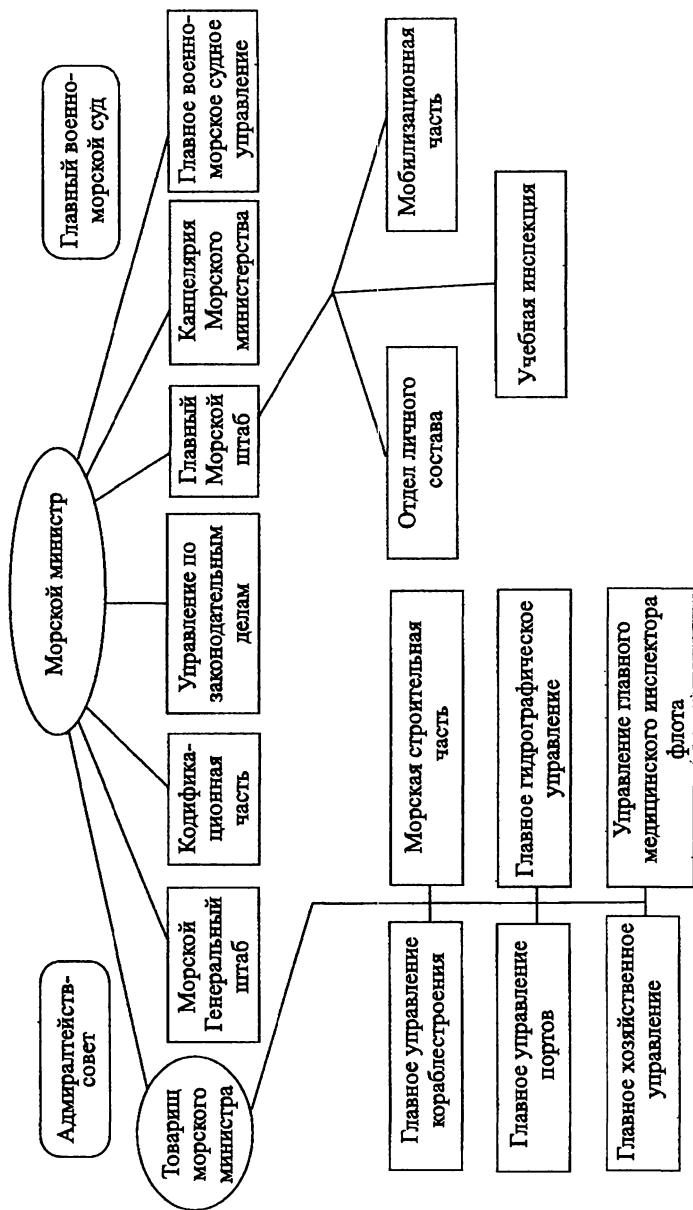 Адмиралтейств-
совет
Морской министр
Главный военно-
морской суд
Товарищ
морского
министра
Морской
Генеральный
штаб
Кодифика-
ционная
часть
Управление по
законодательным
делам
Главный
Морской
штаб
Канцелярия
Морского
министерства
Главное военно-
морское судное
управление
Главное управление
кораблестроения
Морская строительная
часть
Главное управление
портов
Главное гидрографическое
управление
Главное хозяйственное
управление
Управление главного
медицинского инспектора
флота
Отдел личного
состава
Мобилизационная
часть
Учебная инспекция